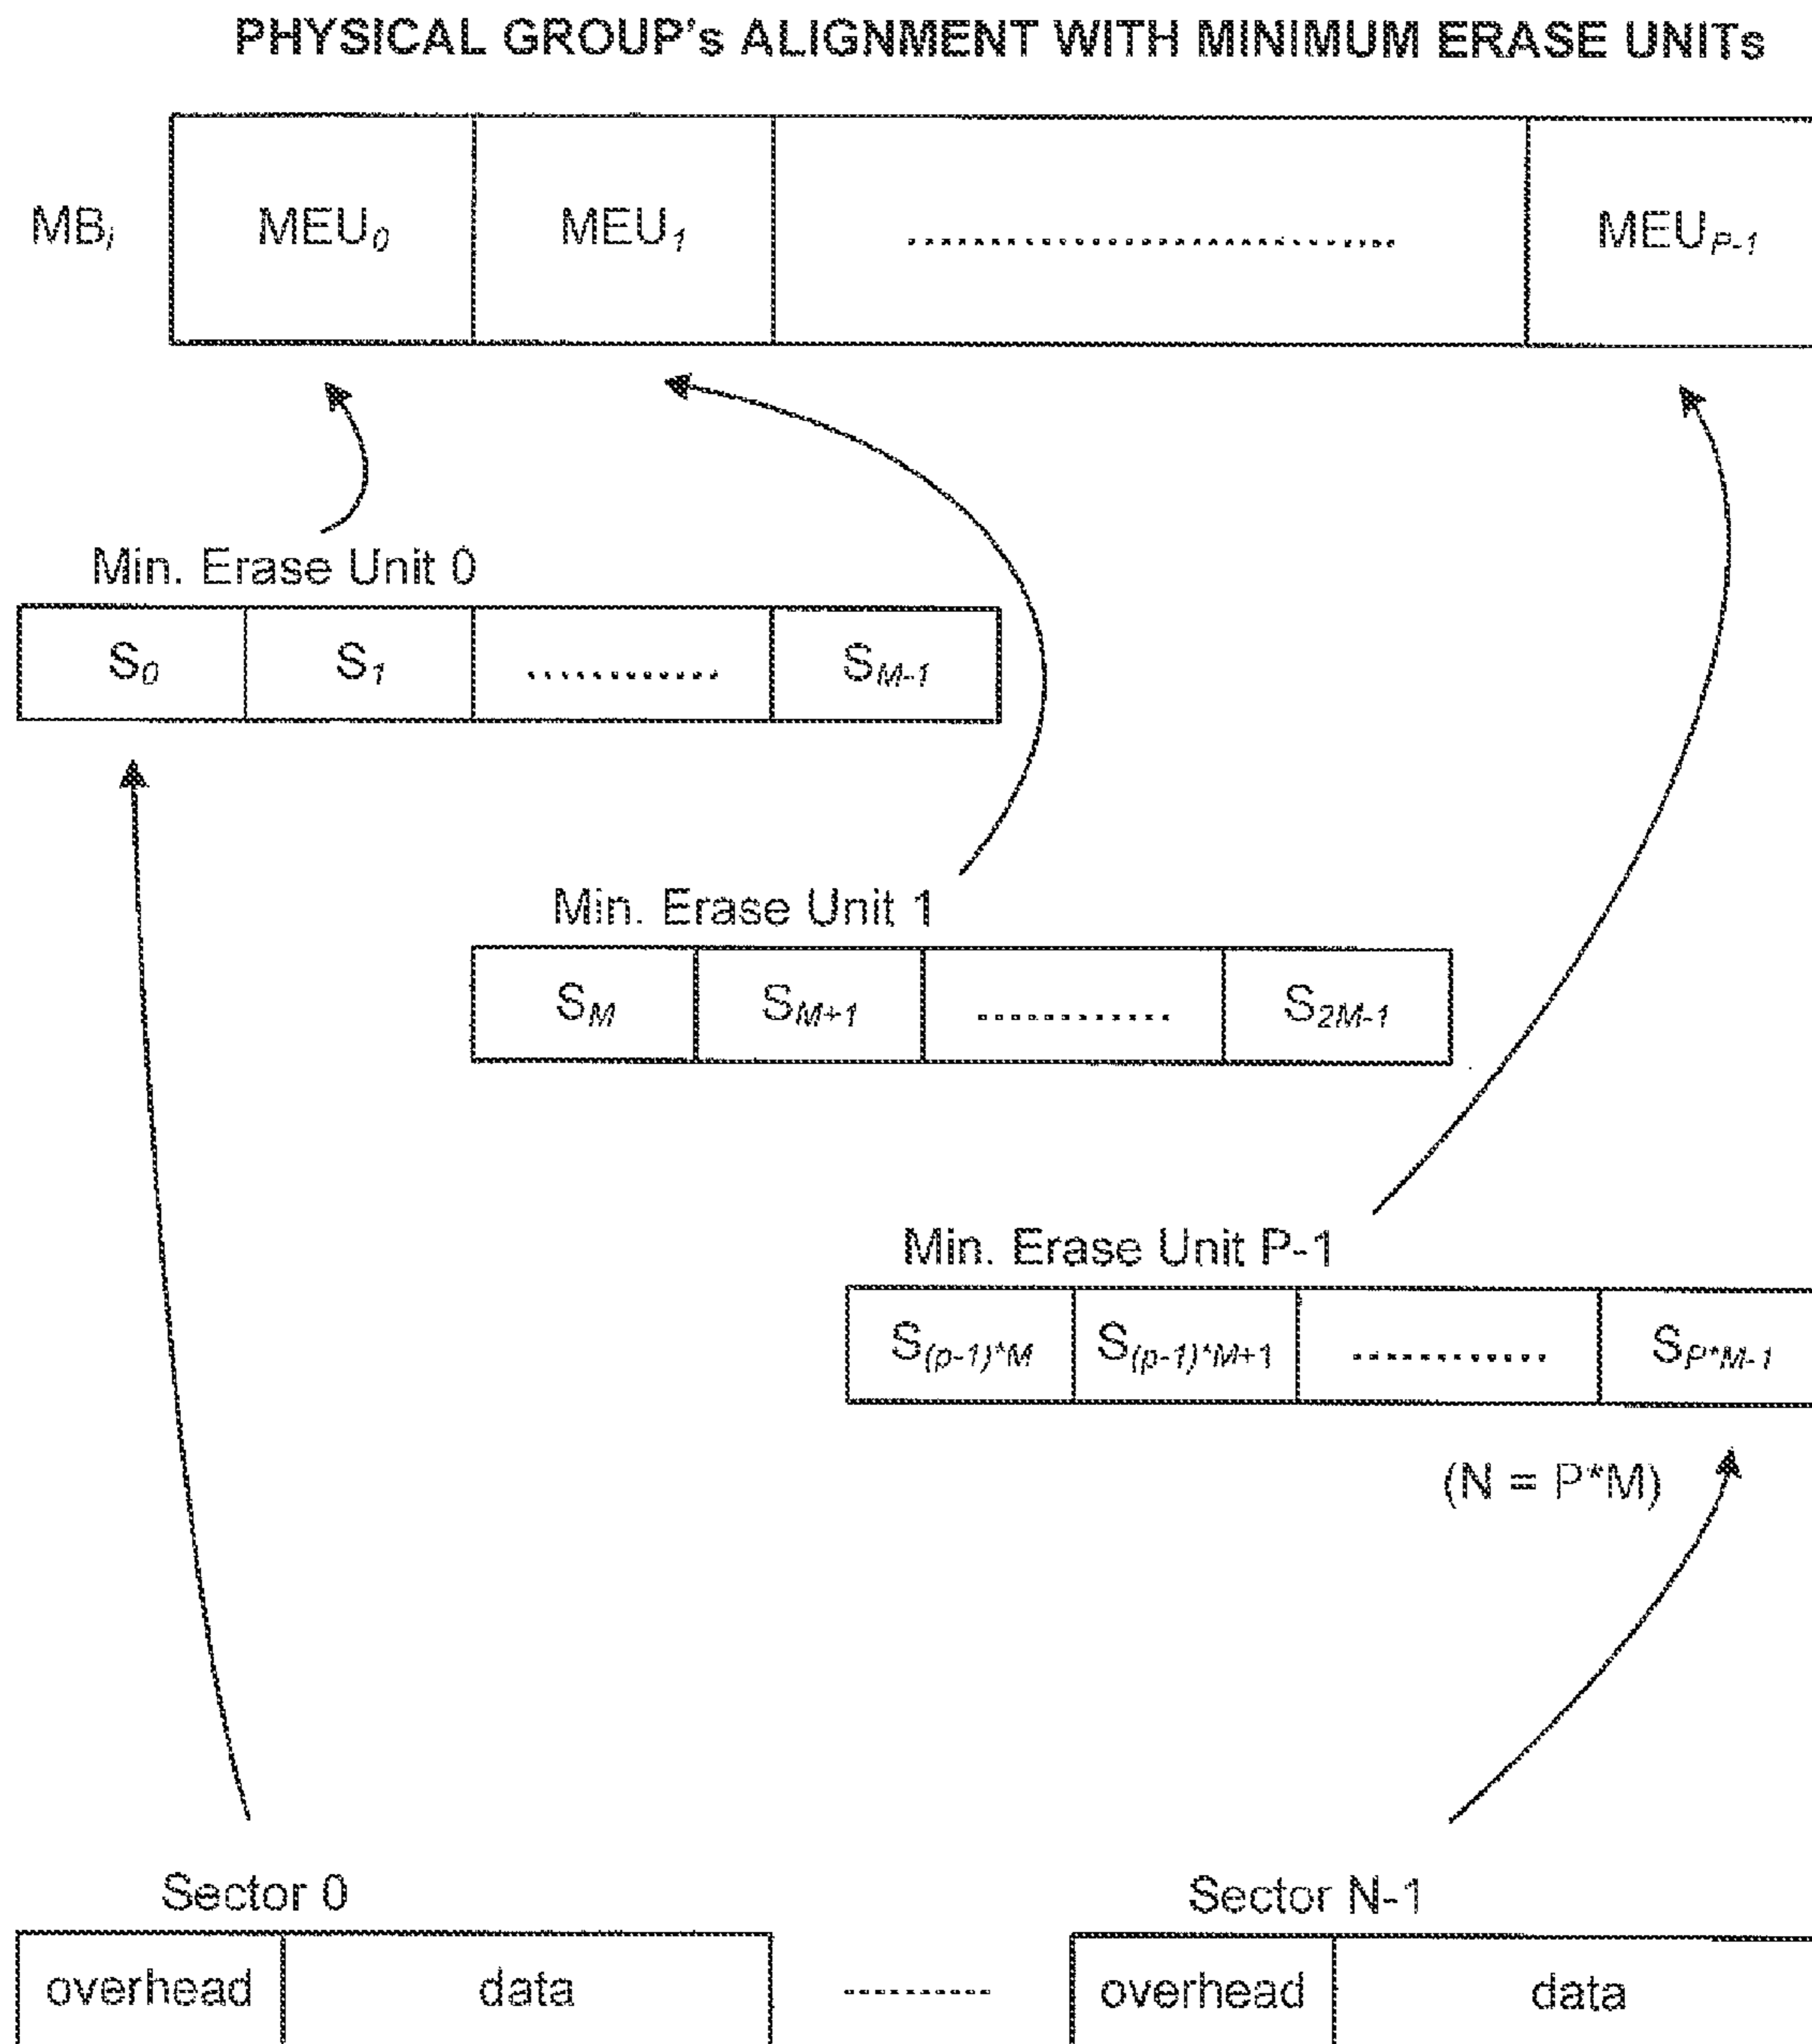 PHYSICAL GROUP's ALIGNMENT WITH MINIMUM ERASE UNITs
MBi MEU0 MEU1 ........................... MEUP-1
Min. Erase Unit 0
S0 S1 ............ SM-1
Min. Erase Unit 1
SM SM+1 ............ S2M-1
Min. Erase Unit P-1
S(p-1)*M S(p-1)*M+1 ............ SP*M-1
(N = P*M)
Sector 0 Sector N-1
overhead data .......... overhead data